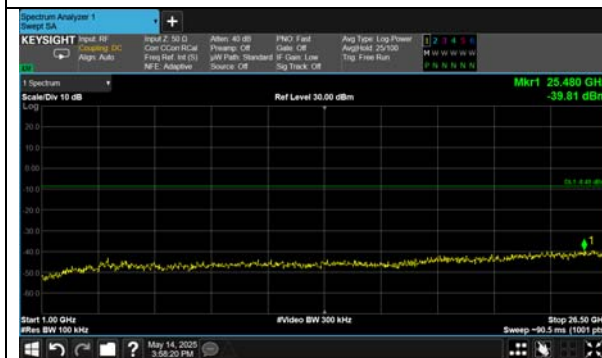 Spectrum Analyzer 1
Swept SA
+
KEYSIGHT
Input: RF
Coupling: DC
Align: Auto
Input Z: 50 Ω
Corr CCorr RCal
Freq Ref: Int (S)
NFE: Adaptive
Atten: 40 dB
Preamp: Off
µW Path: Standard
Source: Off
PNO: Fast
Gate: Off
IF Gain: Low
Sig Track: Off
Avg Type: Log-Power
Avg|Hold: 25/100
Trig: Free Run
1 2 3 4 5 6
M W W W W W
P N N N N N
1 Spectrum
Scale/Div 10 dB
Log
Ref Level 30.00 dBm
Mkr1 25.480 GH
-39.81 dBm
20.0
10.0
0.00
-10.0
-20.0
-30.0
-40.0
-50.0
-60.0
1
Start 1.00 GHz
#Res BW 100 kHz
#Video BW 300 kHz
Stop 26.50 GH
Sweep ~90.5 ms (1001 pts
?
May 14, 2025
3:58:20 PM